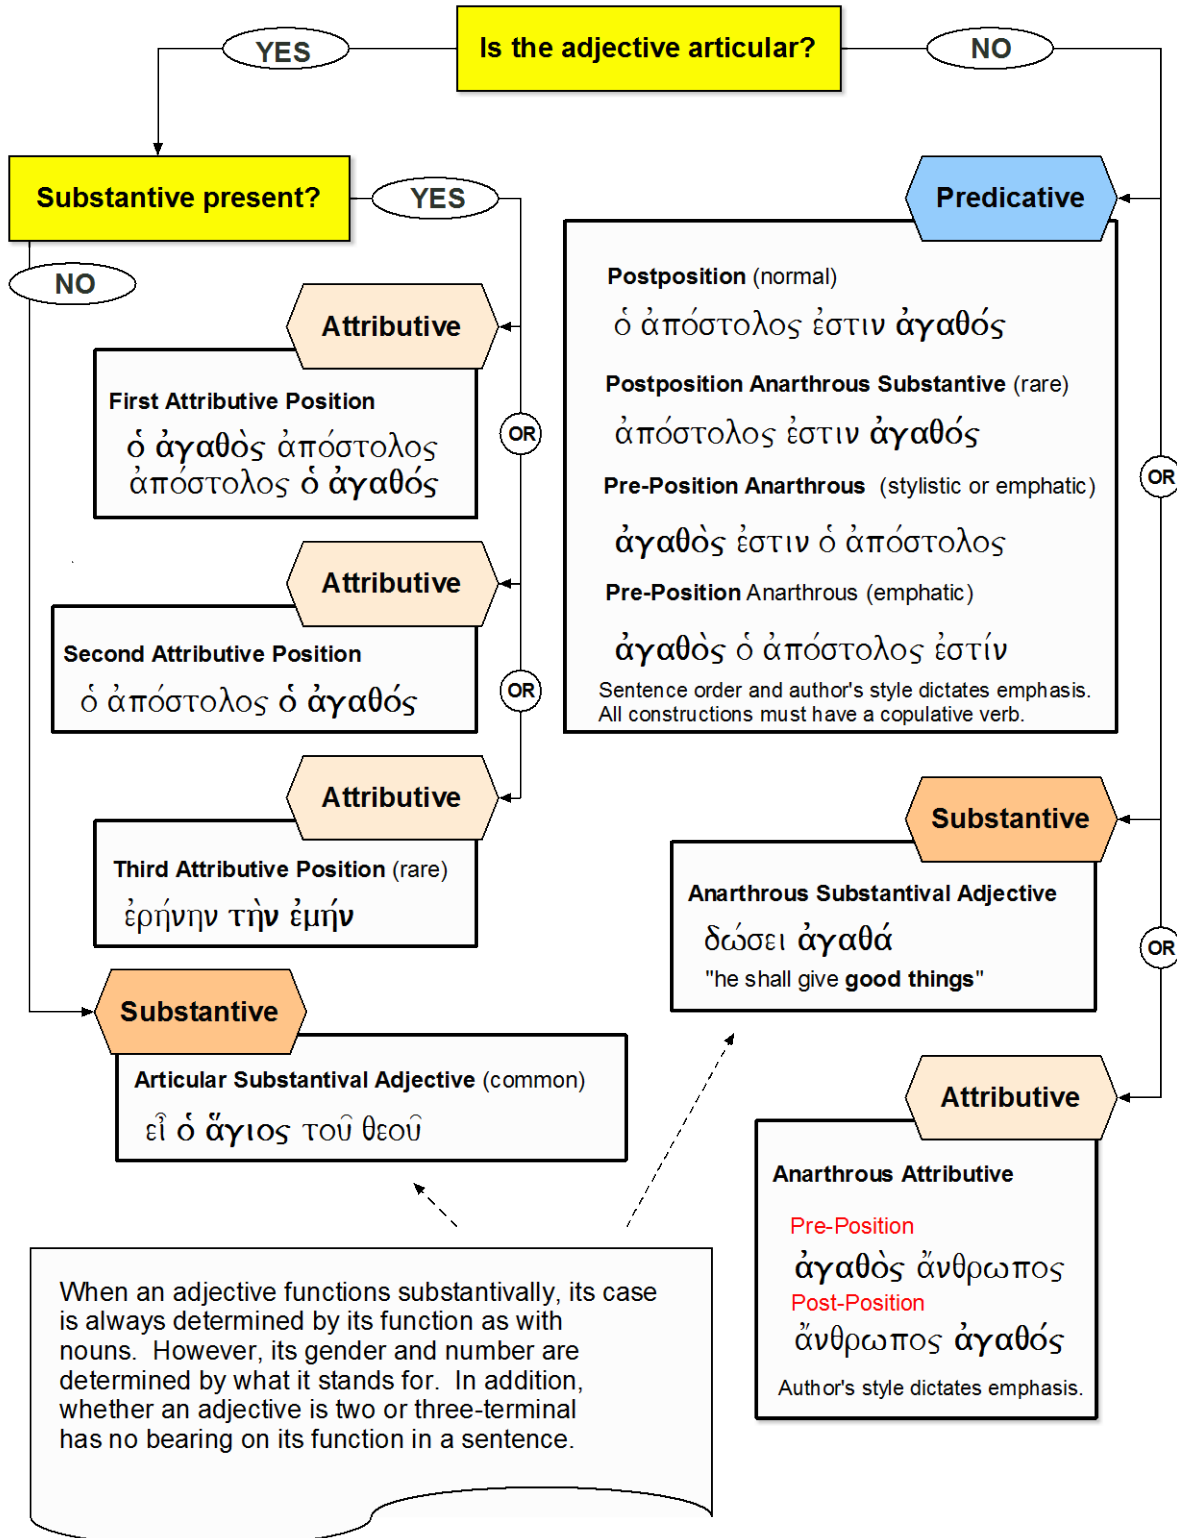 Is the adjective articular?
YES
NO
Substantive present?
YES
NO
Attributive
First Attributive Position
ὁ ἀγαθὸς ἀπόστολος
ἀπόστολος ὁ ἀγαθός
OR
Attributive
Second Attributive Position
ὁ ἀπόστολος ὁ ἀγαθός
OR
Attributive
Third Attributive Position (rare)
ἐρήνην τὴν ἐμήν
Substantive
Articular Substantival Adjective (common)
εἶ ὁ ἅγιος τοῦ θεοῦ
Predicative
Postposition (normal)
ὁ ἀπόστολος ἐστιν ἀγαθός
Postposition Anarthrous Substantive (rare)
ἀπόστολος ἐστιν ἀγαθός
Pre-Position Anarthrous (stylistic or emphatic)
ἀγαθὸς ἐστιν ὁ ἀπόστολος
Pre-Position Anarthrous (emphatic)
ἀγαθὸς ὁ ἀπόστολος ἐστίν
Sentence order and author's style dictates emphasis.
All constructions must have a copulative verb.
OR
Substantive
Anarthrous Substantival Adjective
δώσει ἀγαθά
"he shall give good things"
OR
Attributive
Anarthrous Attributive
Pre-Position
ἀγαθὸς ἄνθρωπος
Post-Position
ἄνθρωπος ἀγαθός
Author's style dictates emphasis.
When an adjective functions substantivally, its case
is always determined by its function as with
nouns. However, its gender and number are
determined by what it stands for. In addition,
whether an adjective is two or three-terminal
has no bearing on its function in a sentence.